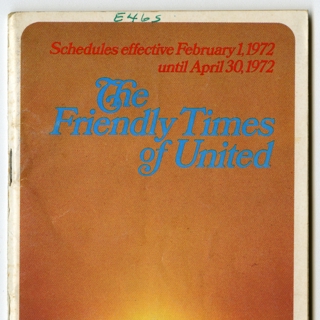 E46s
Schedules effective February 1, 1972
until April 30, 1972
The
Friendly Times
of United